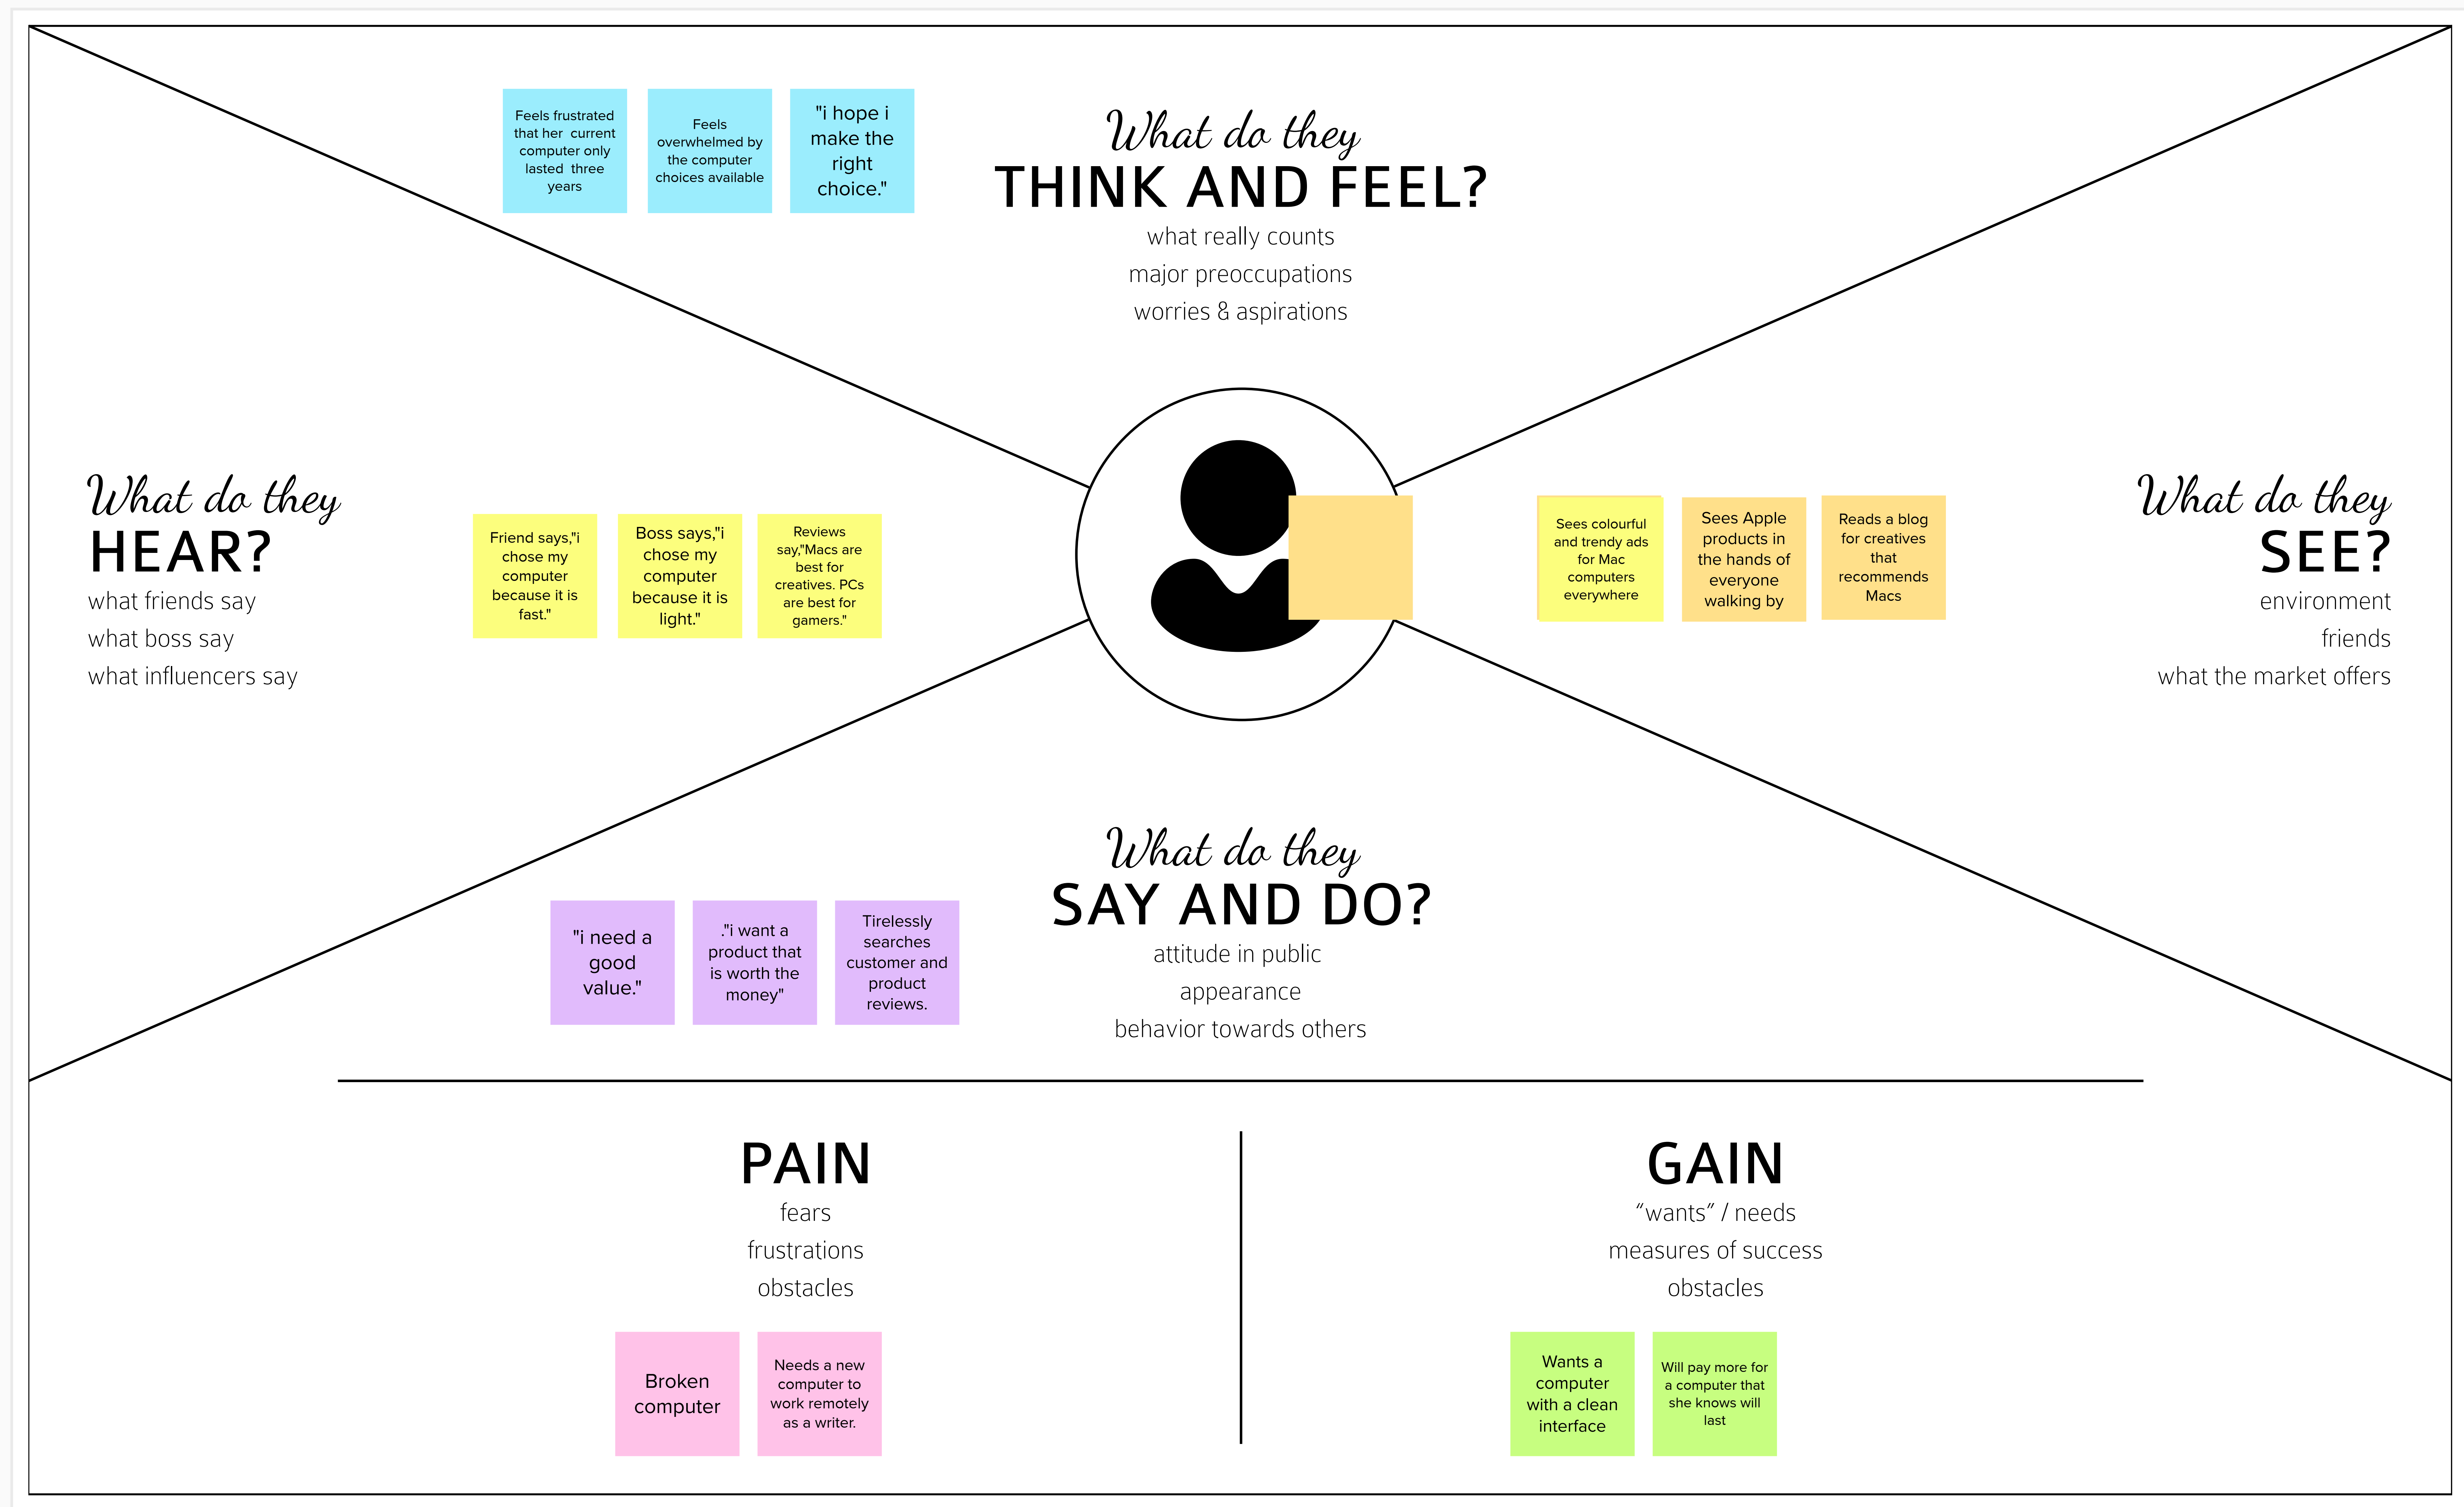 Feels frustrated
that her current
computer only
lasted three
years
Feels
overwhelmed by
the computer
choices available
"i hope i
make the
right
choice."
What do they
THINK AND FEEL?
what really counts
major preoccupations
worries & aspirations
What do they
HEAR?
what friends say
what boss say
what influencers say
Friend says,"i
chose my
computer
because it is
fast."
Boss says,"i
chose my
computer
because it is
light."
Reviews
say,"Macs are
best for
creatives. PCs
are best for
gamers."
Sees colourful
and trendy ads
for Mac
computers
everywhere
Sees Apple
products in
the hands of
everyone
walking by
Reads a blog
for creatives
that
recommends
Macs
What do they
SEE?
environment
friends
what the market offers
What do they
SAY AND DO?
attitude in public
appearance
behavior towards others
"i need a
good
value."
."i want a
product that
is worth the
money"
Tirelessly
searches
customer and
product
reviews.
PAIN
fears
frustrations
obstacles
Broken
computer
Needs a new
computer to
work remotely
as a writer.
GAIN
“wants” / needs
measures of success
obstacles
Wants a
computer
with a clean
interface
Will pay more for
a computer that
she knows will
last